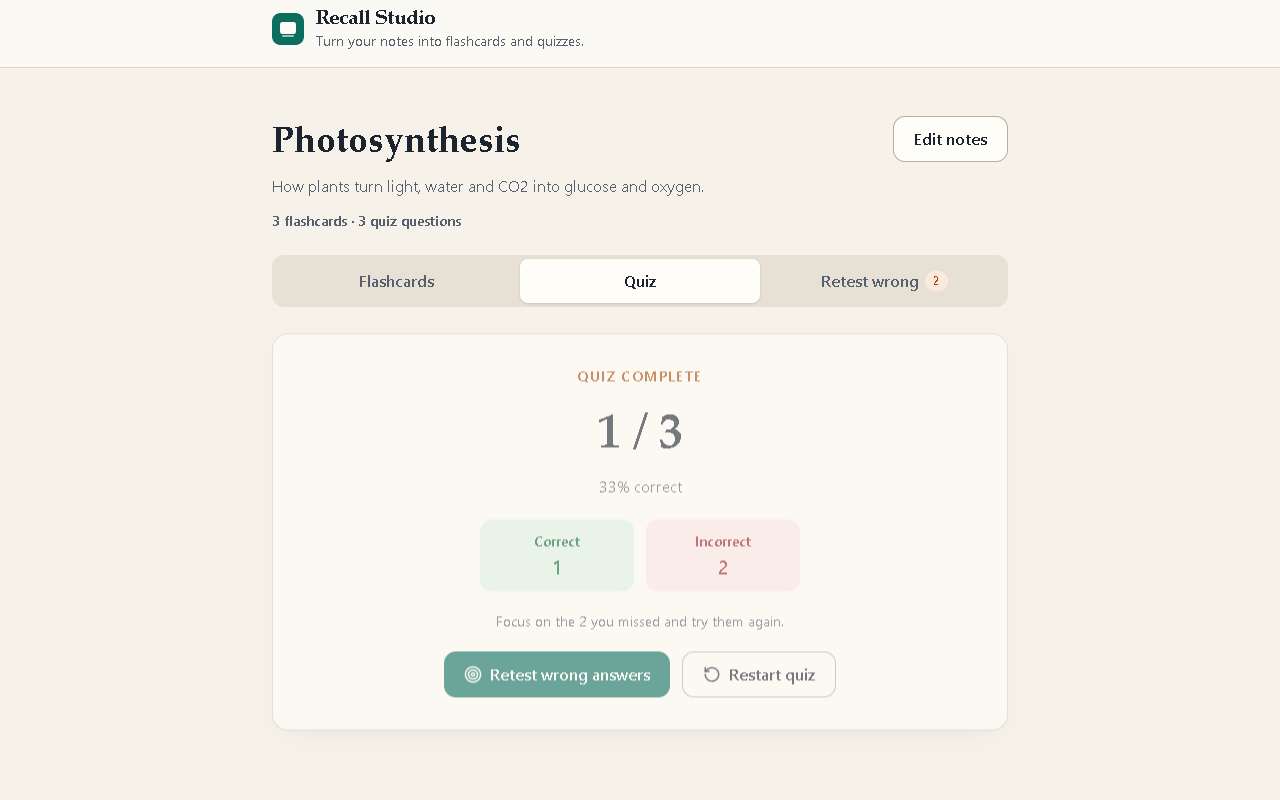 Recall Studio
Turn your notes into flashcards and quizzes.
Photosynthesis
Edit notes
How plants turn light, water and CO2 into glucose and oxygen.
3 flashcards · 3 quiz questions
Flashcards
Quiz
Retest wrong 2
QUIZ COMPLETE
1 / 3
33% correct
Correct
1
Incorrect
2
Focus on the 2 you missed and try them again.
Retest wrong answers
Restart quiz